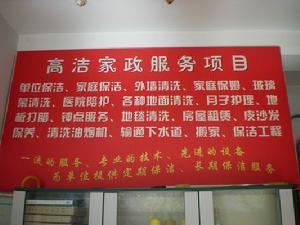 高洁家政服务项目
单位保洁、家庭保洁、外墙清洗、家庭保姆、玻璃
幕清洗、医院陪护、各种地面清洗、月子护理、地
板打腊、钟点服务、地毯清洗、房屋租赁、皮沙发
保养、清洗油烟机、输通下水道、搬家、保洁工程
一流的服务、专业的技术、先进的设备
为单位提供定期保洁、长期保洁服务